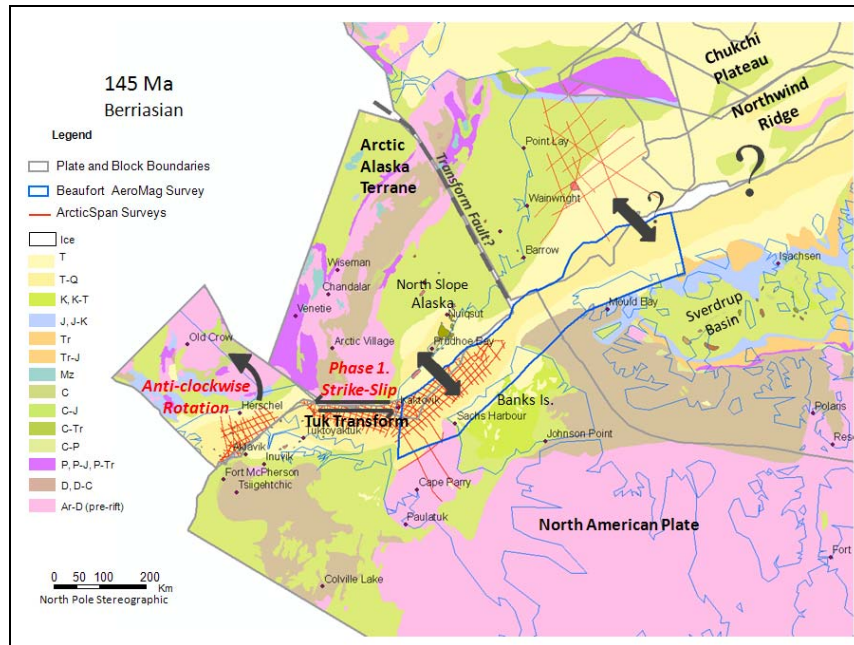 145 Ma
Berriasian
Legend
Plate and Block Boundaries
Beaufort AeroMag Survey
ArcticSpan Surveys
Ice
T
T-Q
K, K-T
J, J-K
Tr
Tr-J
Mz
C
C-J
C-Tr
C-P
P, P-J, P-Tr
D, D-C
Ar-D (pre-rift)
0 50 100 200
Km
North Pole Stereographic
Chukchi
Plateau
Northwind
Ridge
?
?
Arctic
Alaska
Terrane
Transform Fault?
Point Lay
Wainwright
Barrow
Isachsen
Mould Bay
Sverdrup
Basin
Wiseman
Chandalar
Venetie
North Slope
Alaska
Nuiqsut
Prudhoe Bay
Arctic Village
Old Crow
Anti-clockwise
Rotation
Phase 1.
Strike-Slip
Herschel
Kaktovik
Tuk Transform
Tuktoyaktuk
Banks Is.
Sachs Harbour
Johnson Point
Polaris
Aklavik
Inuvik
Fort McPherson
Tsiigehtchic
Cape Parry
Paulatuk
North American Plate
Colville Lake
Fort